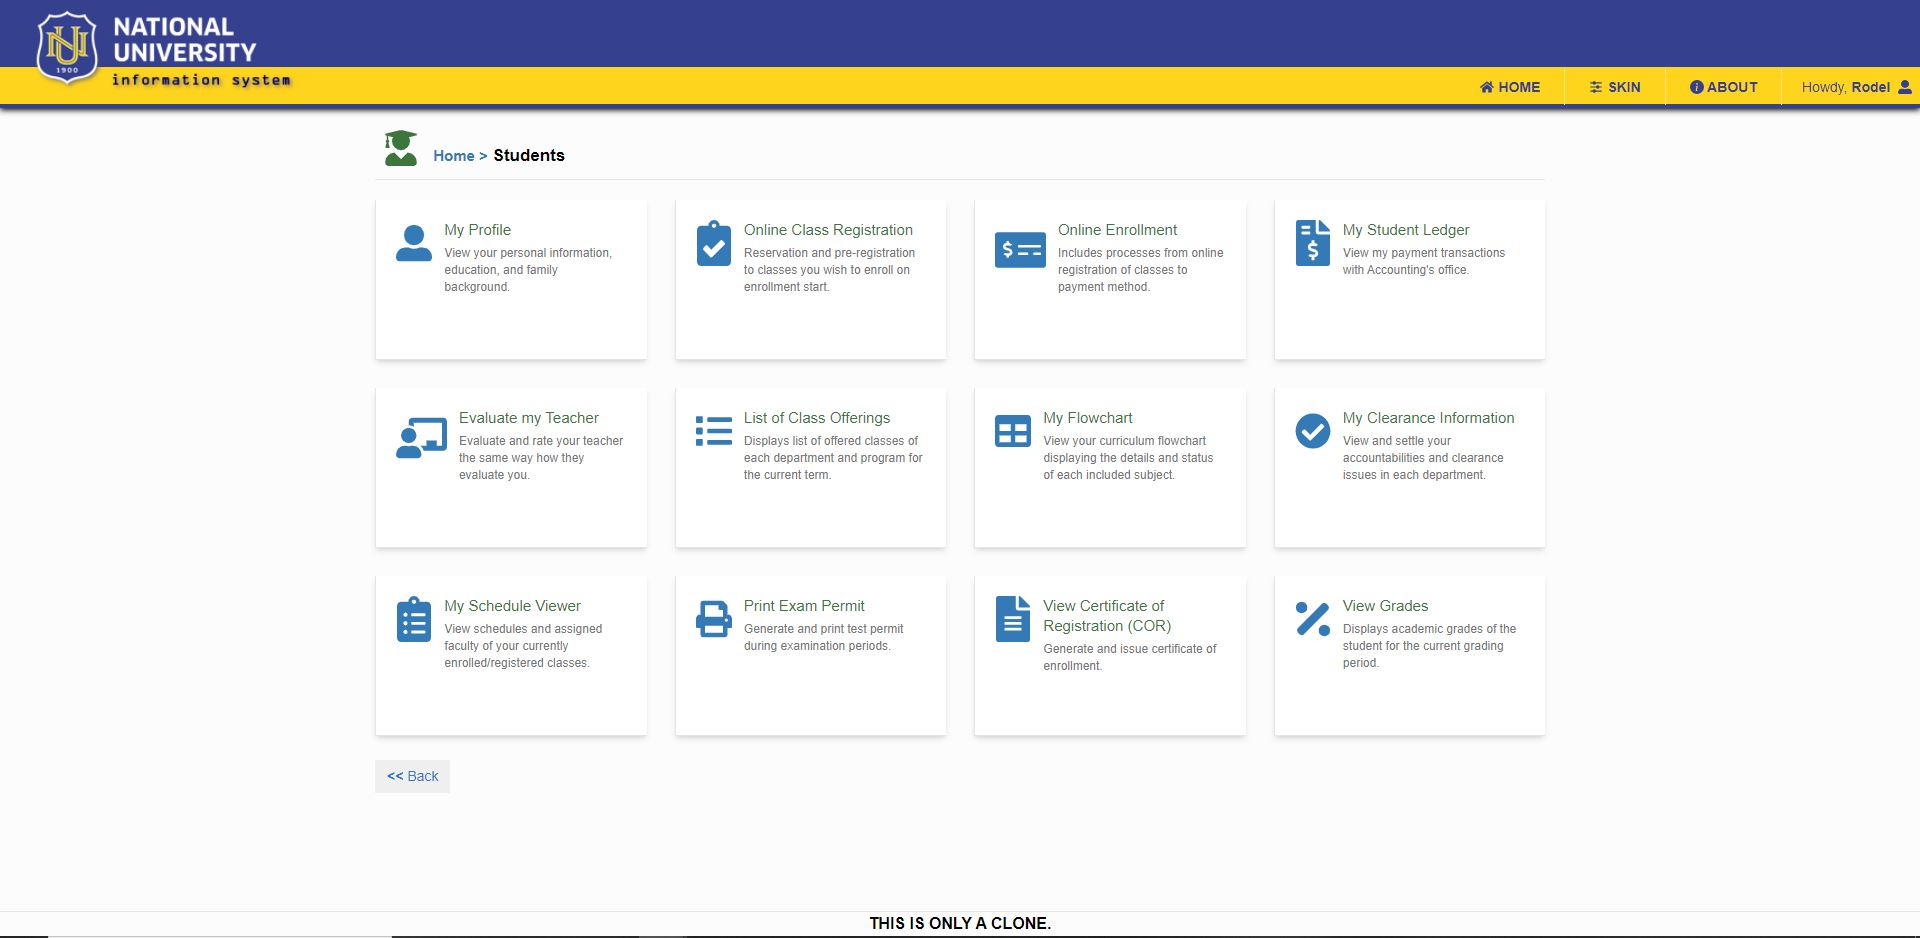 NATIONAL
UNIVERSITY
information system
1900
HOME
SKIN
ABOUT
Howdy, Rodel
Home > Students
My Profile
View your personal information,
education, and family
background.
Online Class Registration
Reservation and pre-registration
to classes you wish to enroll on
enrollment start.
Online Enrollment
Includes processes from online
registration of classes to
payment method.
My Student Ledger
View my payment transactions
with Accounting's office.
Evaluate my Teacher
Evaluate and rate your teacher
the same way how they
evaluate you.
List of Class Offerings
Displays list of offered classes of
each department and program for
the current term.
My Flowchart
View your curriculum flowchart
displaying the details and status
of each included subject.
My Clearance Information
View and settle your
accountabilities and clearance
issues in each department.
My Schedule Viewer
View schedules and assigned
faculty of your currently
enrolled/registered classes.
Print Exam Permit
Generate and print test permit
during examination periods.
View Certificate of
Registration (COR)
Generate and issue certificate of
enrollment.
View Grades
Displays academic grades of the
student for the current grading
period.
<< Back
THIS IS ONLY A CLONE.